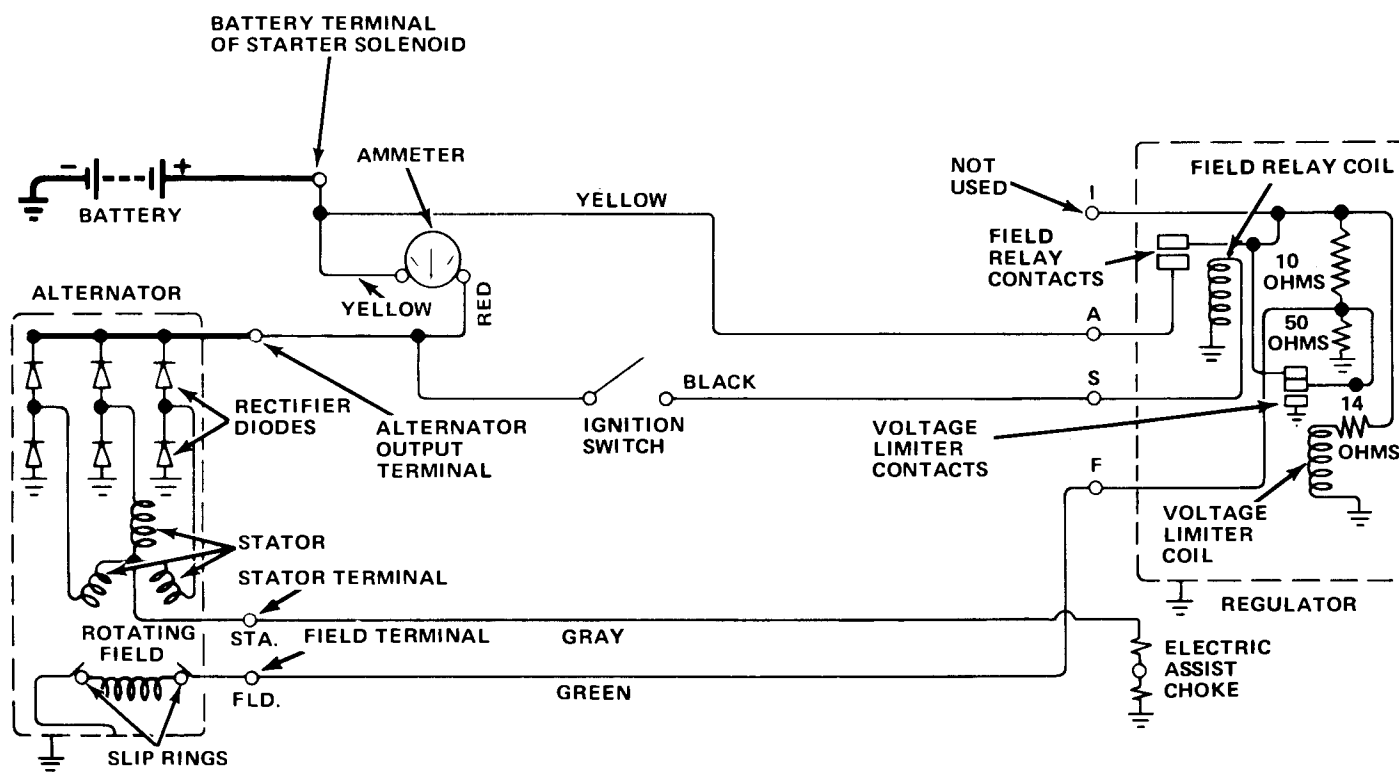 BATTERY TERMINAL
OF STARTER SOLENOID
AMMETER
- +
BATTERY
YELLOW
YELLOW
RED
NOT
USED
I
FIELD RELAY COIL
FIELD
RELAY
CONTACTS
10
OHMS
A
50
OHMS
ALTERNATOR
RECTIFIER
DIODES
ALTERNATOR
OUTPUT
TERMINAL
BLACK
IGNITION
SWITCH
S
VOLTAGE
LIMITER
CONTACTS
14
OHMS
F
VOLTAGE
LIMITER
COIL
STATOR
STATOR TERMINAL
REGULATOR
ROTATING
FIELD
STA.
FIELD TERMINAL
GRAY
ELECTRIC
ASSIST
CHOKE
FLD.
GREEN
SLIP RINGS